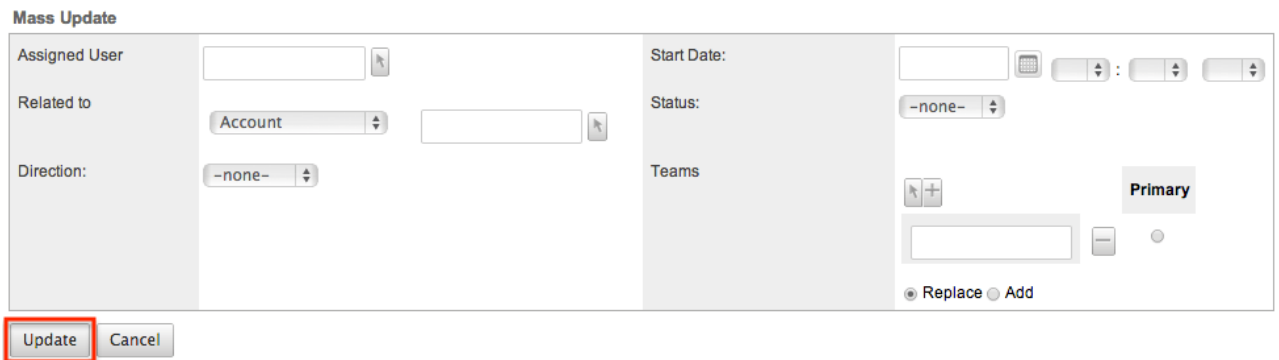 Mass Update
Assigned User
Start Date:
:
Related to
Account
Status:
-none-
Direction:
-none-
Teams
Primary
Replace Add
Update Cancel